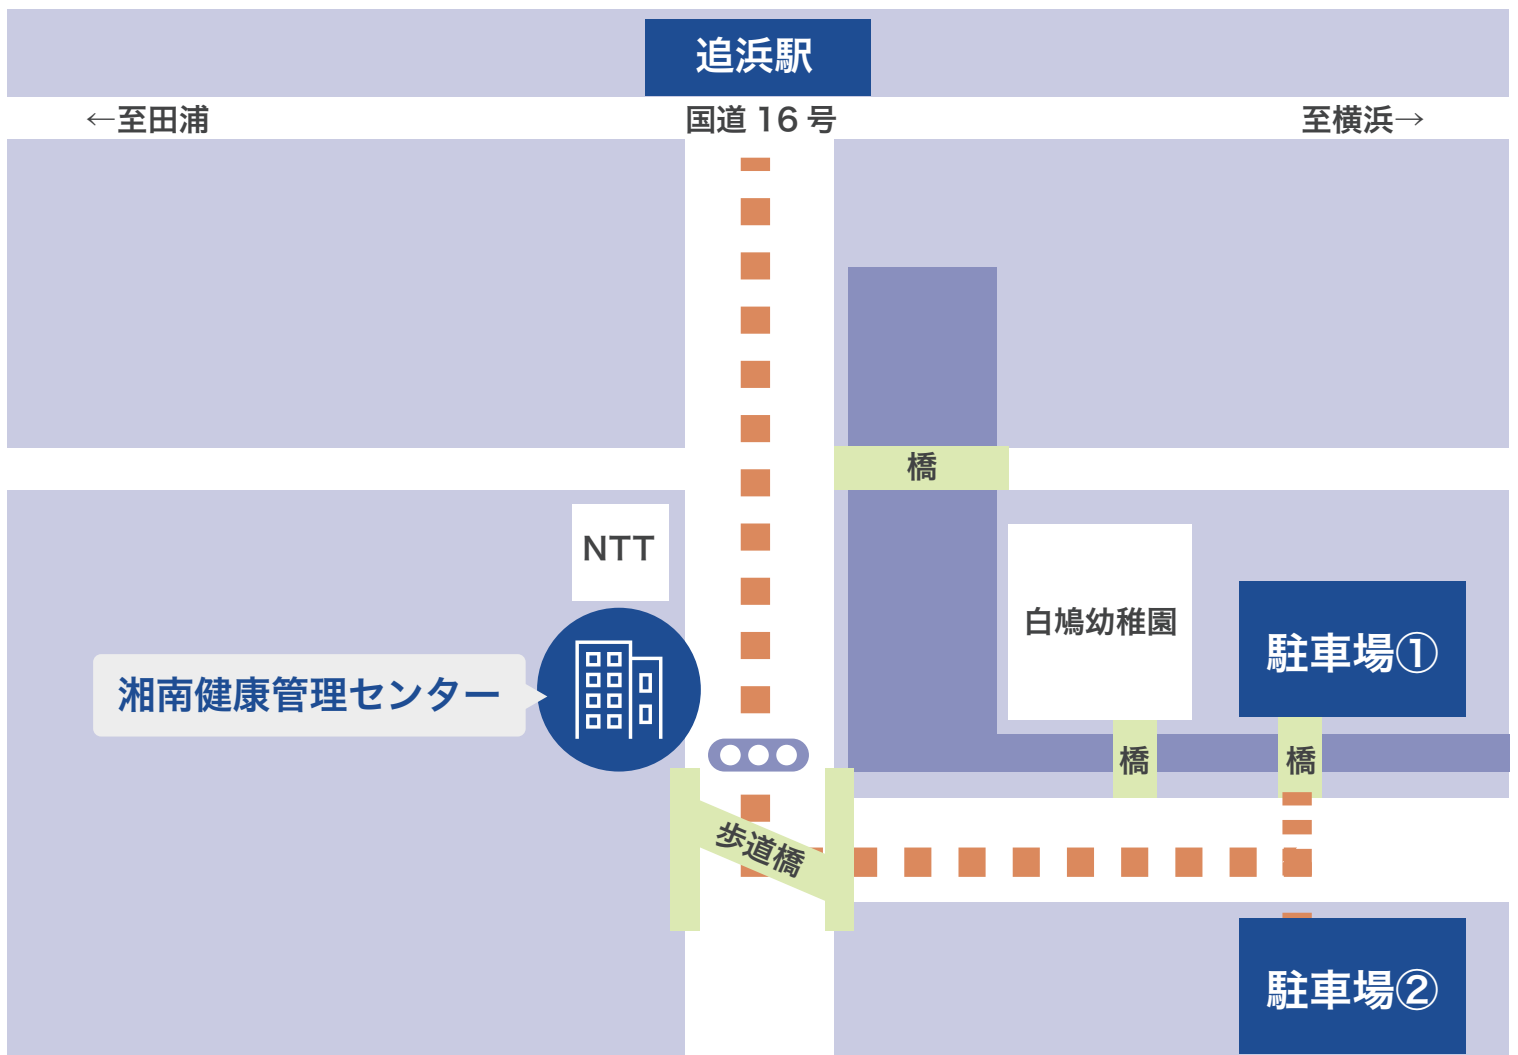 追浜駅
←至田浦
国道16号
至横浜→
橋
NTT
白鳩幼稚園
駐車場①
湘南健康管理センター
橋
橋
歩道橋
駐車場②